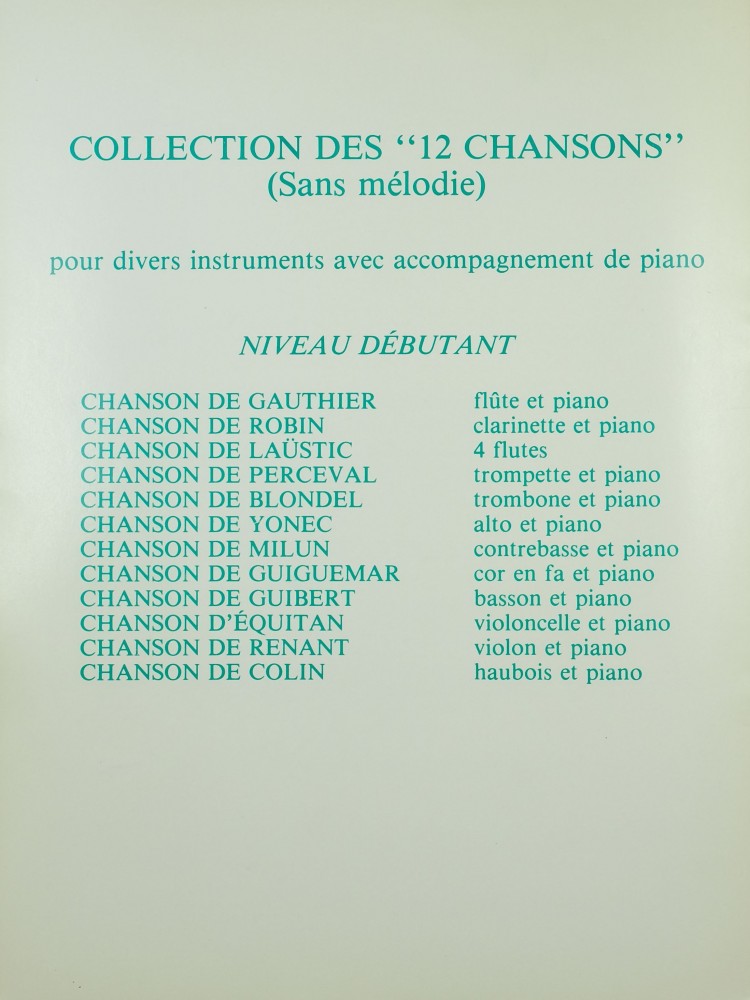 COLLECTION DES “12 CHANSONS”
(Sans mélodie)
pour divers instruments avec accompagnement de piano
NIVEAU DÉBUTANT
CHANSON DE GAUTHIER flûte et piano
CHANSON DE ROBIN clarinette et piano
CHANSON DE LAÜSTIC 4 flutes
CHANSON DE PERCEVAL trompette et piano
CHANSON DE BLONDEL trombone et piano
CHANSON DE YONEC alto et piano
CHANSON DE MILUN contrebasse et piano
CHANSON DE GUIGUEMAR cor en fa et piano
CHANSON DE GUIBERT basson et piano
CHANSON D’ÉQUITAN violoncelle et piano
CHANSON DE RENANT violon et piano
CHANSON DE COLIN haubois et piano